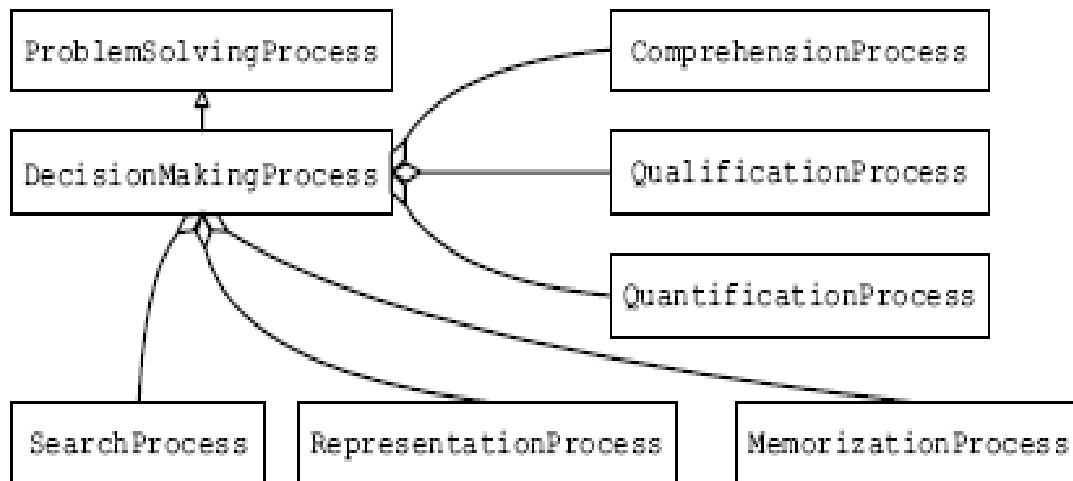 ProblemSolvingProcess
ComprehensionProcess
DecisionMakingProcess
QualificationProcess
QuantificationProcess
SearchProcess
RepresentationProcess
MemorizationProcess